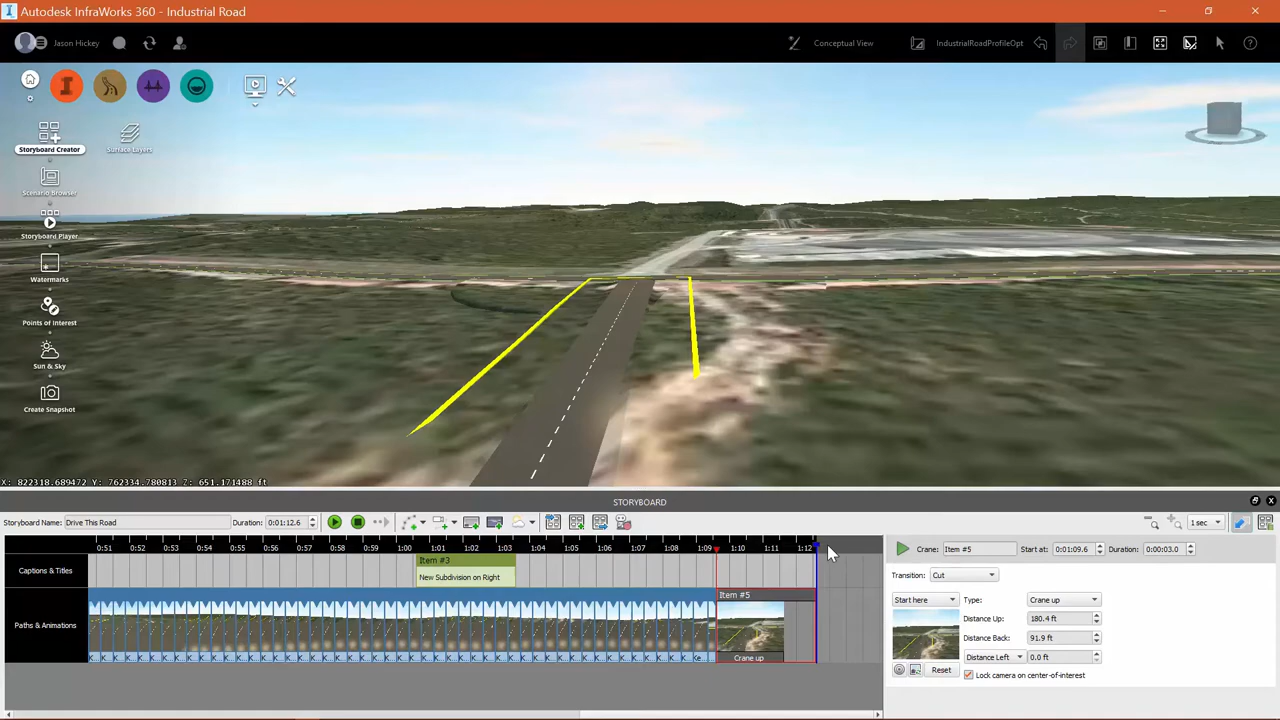 Autodesk InfraWorks 360 - Industrial Road
Jason Hickey
Conceptual View
IndustrialRoadProfileOpt
Storyboard Creator
Surface Layers
Scenario Browser
Storyboard Player
Watermarks
Points of Interest
Sun & Sky
Create Snapshot
X: 822318.689472 Y: 762334.780813 Z: 651.171488 ft
STORYBOARD
Storyboard Name: Drive This Road Duration: 0:01:12.6
1 sec
0:51 0:52 0:53 0:54 0:55 0:56 0:57 0:58 0:59 1:00 1:01 1:02 1:03 1:04 1:05 1:06 1:07 1:08 1:09 1:10 1:11 1:12
Captions & Titles
Item #3
New Subdivision on Right
Paths & Animations
Item #5
Crane up
Crane: Item #5 Start at: 0:01:09.6 Duration: 0:00:03.0
Transition: Cut
Start here Type: Crane up
Distance Up: 180.4 ft
Distance Back: 91.9 ft
Distance Left 0.0 ft
Reset Lock camera on center-of-interest